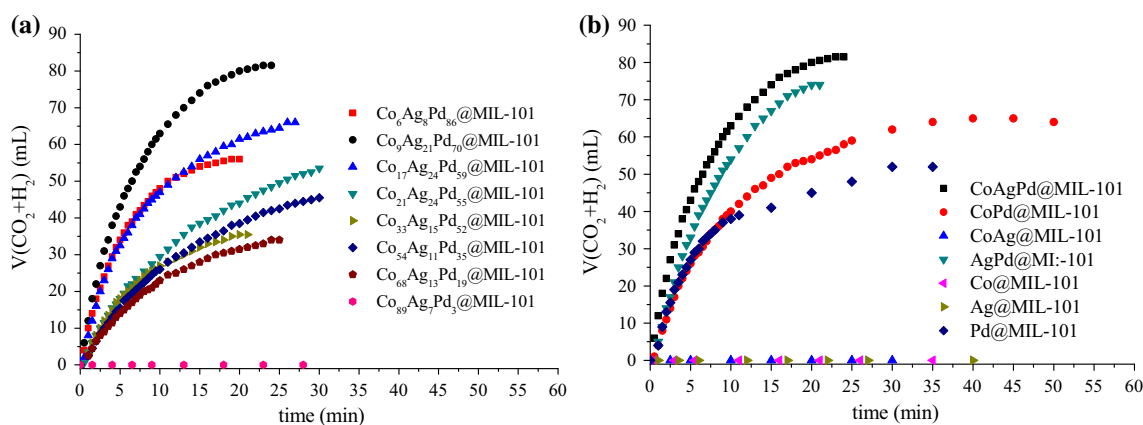 (a)
V(CO₂+H₂) (mL)
90
80
70
60
50
40
30
20
10
0
0 5 10 15 20 25 30 35 40 45 50 55 60
time (min)
Co₆Ag₈Pd₈₆@MIL-101
Co₉Ag₂₁Pd₇₀@MIL-101
Co₁₇Ag₂₄Pd₅₉@MIL-101
Co₂₁Ag₂₄Pd₅₅@MIL-101
Co₃₃Ag₁₅Pd₅₂@MIL-101
Co₅₄Ag₁₁Pd₃₅@MIL-101
Co₆₈Ag₁₃Pd₁₉@MIL-101
Co₈₉Ag₇Pd₃@MIL-101
(b)
V(CO₂+H₂) (mL)
90
80
70
60
50
40
30
20
10
0
0 5 10 15 20 25 30 35 40 45 50 55 60
time (min)
CoAgPd@MIL-101
CoPd@MIL-101
CoAg@MIL-101
AgPd@MI:-101
Co@MIL-101
Ag@MIL-101
Pd@MIL-101